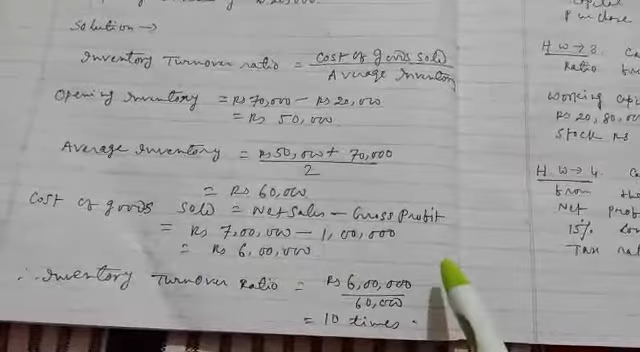 Solution →
Inventory Turnover ratio = Cost of goods sold
Average Inventory
Opening Inventory = Rs 70,000 - Rs 20,000
= Rs 50,000
Average Inventory = Rs 50,000 + 70,000
2
= Rs 60,000
Cost of goods sold = Net Sales - Gross Profit
= Rs 7,00,000 - 1,00,000
= Rs 6,00,000
∴ Inventory Turnover Ratio = Rs 6,00,000
60,000
= 10 times.
H W → 3.
Ratio
Working
Rs 20,80,
Stock Rs
H W → 4.
from the
Net
15%
Tax